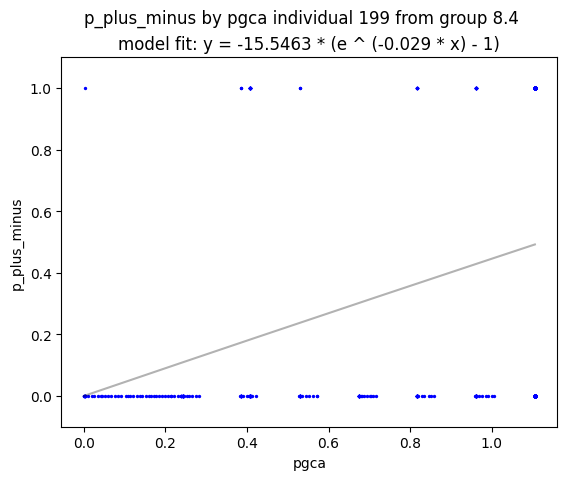 p_plus_minus by pgca individual 199 from group 8.4
model fit: y = -15.5463 * (e ^ (-0.029 * x) - 1)
1.0
0.8
0.6
0.4
0.2
0.0
p_plus_minus
0.0 0.2 0.4 0.6 0.8 1.0
pgca